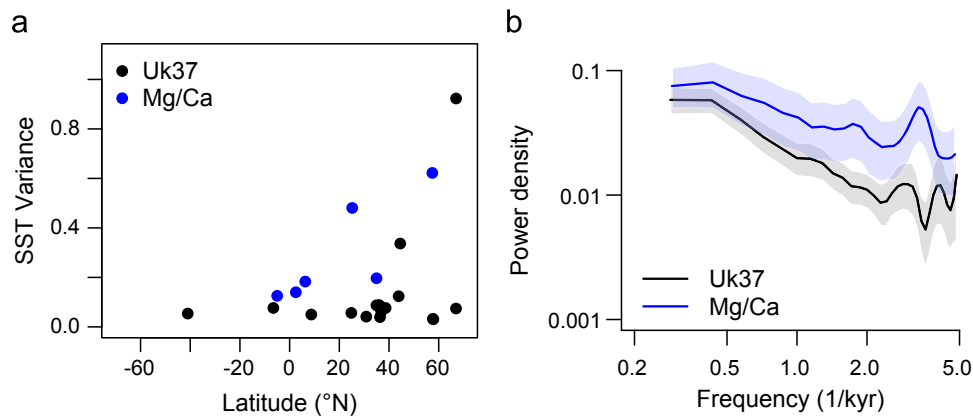 a
Uk37
Mg/Ca
SST Variance
0.8
0.4
0.0
-60 -40 -20 0 20 40 60
Latitude (°N)
b
0.1
0.01
0.001
Power density
Uk37
Mg/Ca
0.2 0.5 1.0 2.0 5.0
Frequency (1/kyr)